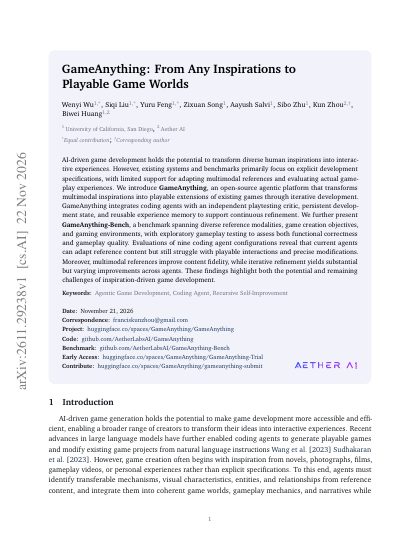 GameAnything: From Any Inspirations to
Playable Game Worlds
Wenyi Wu1,*, Siqi Liu1,*, Yuru Feng1,*, Zixuan Song1, Aayush Salvi1, Sibo Zhu1, Kun Zhou2,†,
Biwei Huang1,2
1 University of California, San Diego, 2 Aether AI
*Equal contribution; †Corresponding author
AI-driven game development holds the potential to transform diverse human inspirations into interac-
tive experiences. However, existing systems and benchmarks primarily focus on explicit development
specifications, with limited support for adapting multimodal references and evaluating actual game-
play experiences. We introduce GameAnything, an open-source agentic platform that transforms
multimodal inspirations into playable extensions of existing games through iterative development.
GameAnything integrates coding agents with an independent playtesting critic, persistent develop-
ment state, and reusable experience memory to support continuous refinement. We further present
GameAnything-Bench, a benchmark spanning diverse reference modalities, game creation objectives,
and gaming environments, with exploratory gameplay testing to assess both functional correctness
and gameplay quality. Evaluations of nine coding agent configurations reveal that current agents
can adapt reference content but still struggle with playable interactions and precise modifications.
Moreover, multimodal references improve content fidelity, while iterative refinement yields substantial
but varying improvements across agents. These findings highlight both the potential and remaining
challenges of inspiration-driven game development.
Keywords: Agentic Game Development, Coding Agent, Recursive Self-Improvement
Date: November 21, 2026
Correspondence: franciskunzhou@gmail.com
Project: huggingface.co/spaces/GameAnything/GameAnything
Code: github.com/AetherLabsAI/GameAnything
Benchmark: github.com/AetherLabsAI/GameAnything-Bench
Early Access: huggingface.co/spaces/GameAnything/GameAnything-Trial
Contribute: huggingface.co/spaces/GameAnything/gameanything-submit
AETHER AI
arXiv:2611.29238v1 [cs.AI] 22 Nov 2026
1 Introduction
AI-driven game generation holds the potential to make game development more accessible and effi-
cient, enabling a broader range of creators to transform their ideas into interactive experiences. Recent
advances in large language models have further enabled coding agents to generate playable games
and modify existing game projects from natural language instructions Wang et al. [2023] Sudhakaran
et al. [2023]. However, game creation often begins with inspiration from novels, photographs, films,
gameplay videos, or personal experiences rather than explicit specifications. To this end, agents must
identify transferable mechanisms, visual characteristics, entities, and relationships from reference
content, and integrate them into coherent game worlds, gameplay mechanics, and narratives while
1